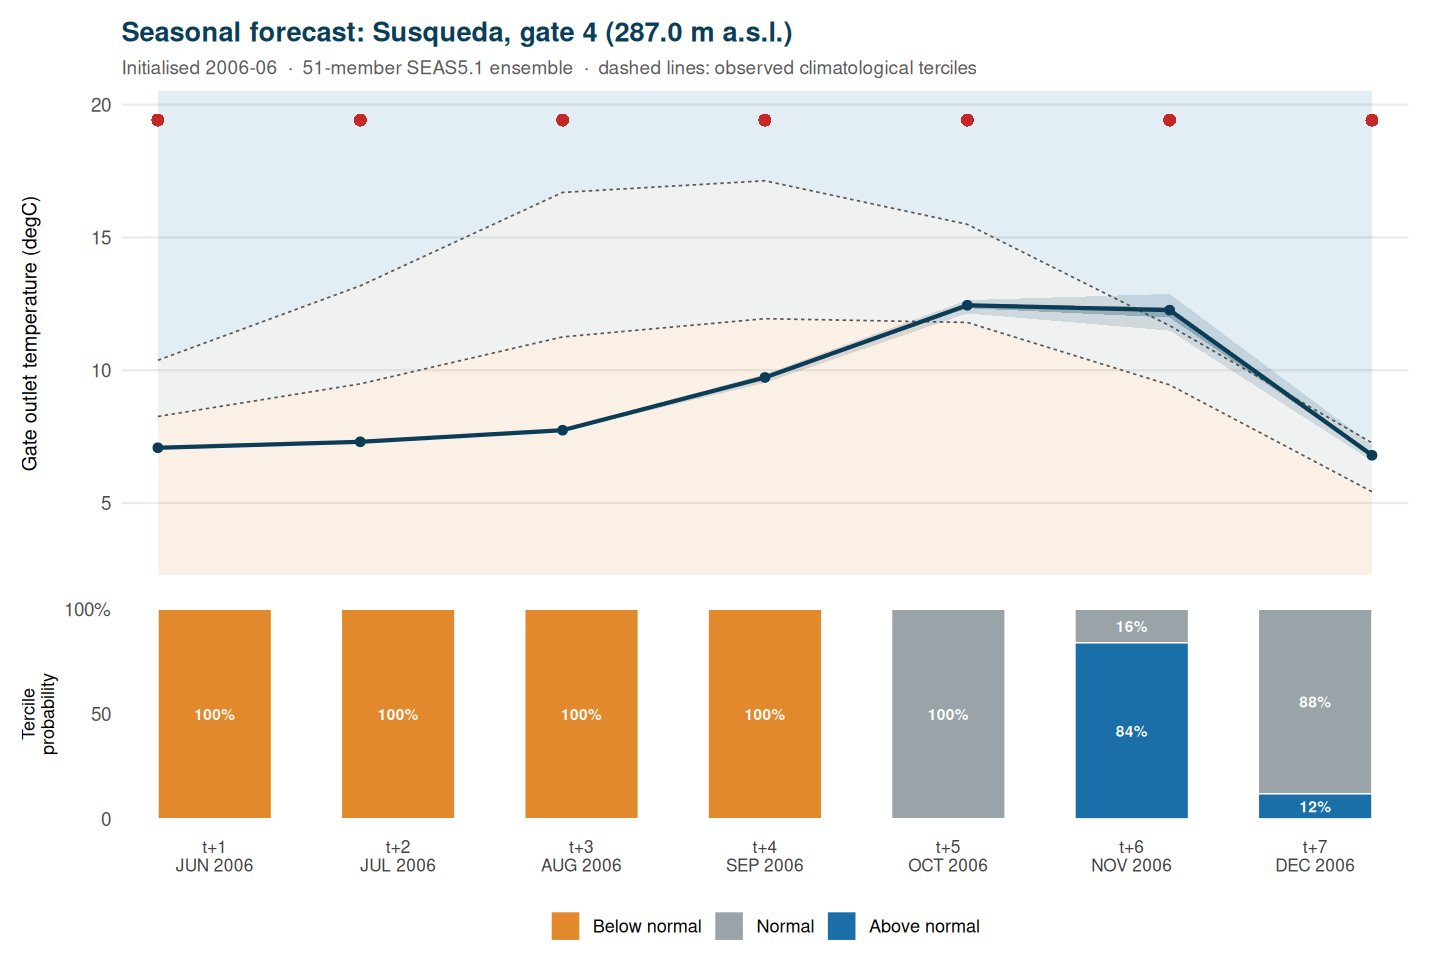 Seasonal forecast: Susqueda, gate 4 (287.0 m a.s.l.)
Initialised 2006-06 · 51-member SEAS5.1 ensemble · dashed lines: observed climatological terciles
Gate outlet temperature (degC)
20
15
10
5
Tercile
probability
100%
50
0
100%
100%
100%
100%
100%
16%
84%
88%
12%
t+1
JUN 2006
t+2
JUL 2006
t+3
AUG 2006
t+4
SEP 2006
t+5
OCT 2006
t+6
NOV 2006
t+7
DEC 2006
Below normal
Normal
Above normal